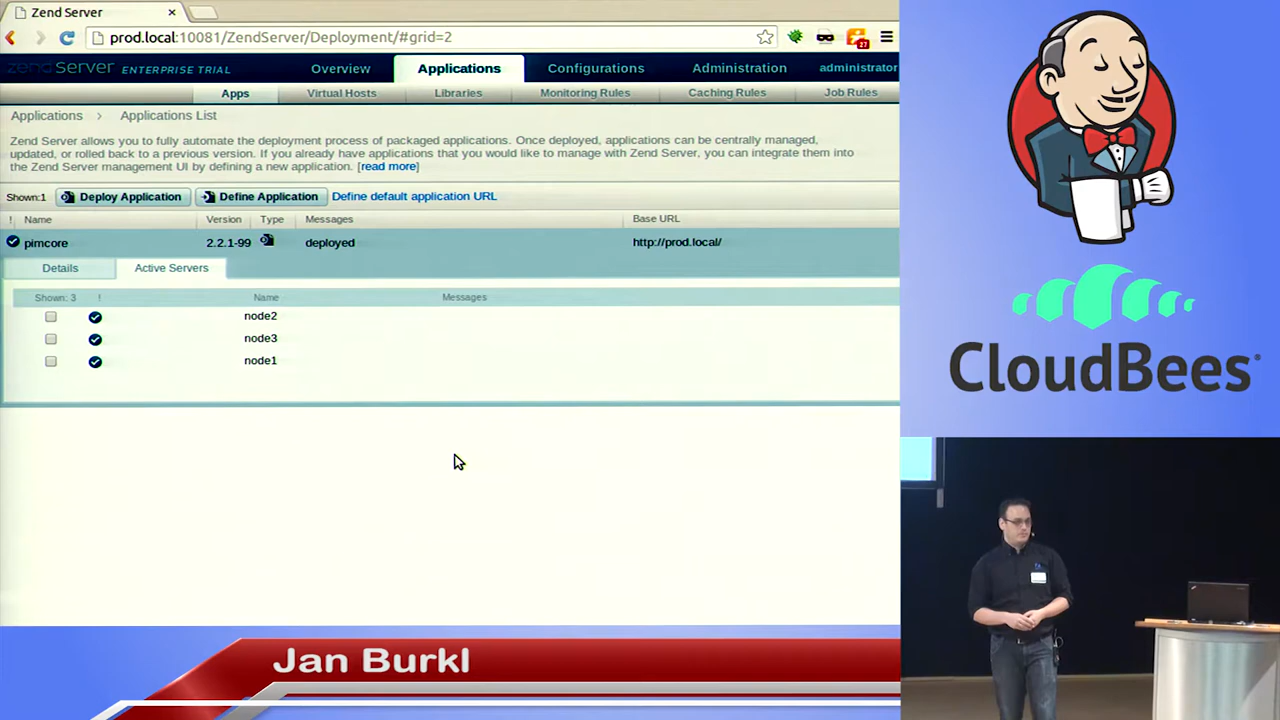 Zend Server
prod.local:10081/ZendServer/Deployment/#grid=2
27
zend server ENTERPRISE TRIAL
Overview
Applications
Configurations
Administration
administrator
Apps
Virtual Hosts
Libraries
Monitoring Rules
Caching Rules
Job Rules
Applications > Applications List
Zend Server allows you to fully automate the deployment process of packaged applications. Once deployed, applications can be centrally managed,
updated, or rolled back to a previous version. If you already have applications that you would like to manage with Zend Server, you can integrate them into
the Zend Server management UI by defining a new application. [read more]
Shown:1 Deploy Application Define Application Define default application URL
! Name Version Type Messages Base URL
pimcore 2.2.1-99 deployed http://prod.local/
Details Active Servers
Shown: 3 ! Name Messages
node2
node3
node1
CloudBees
Jan Burkl